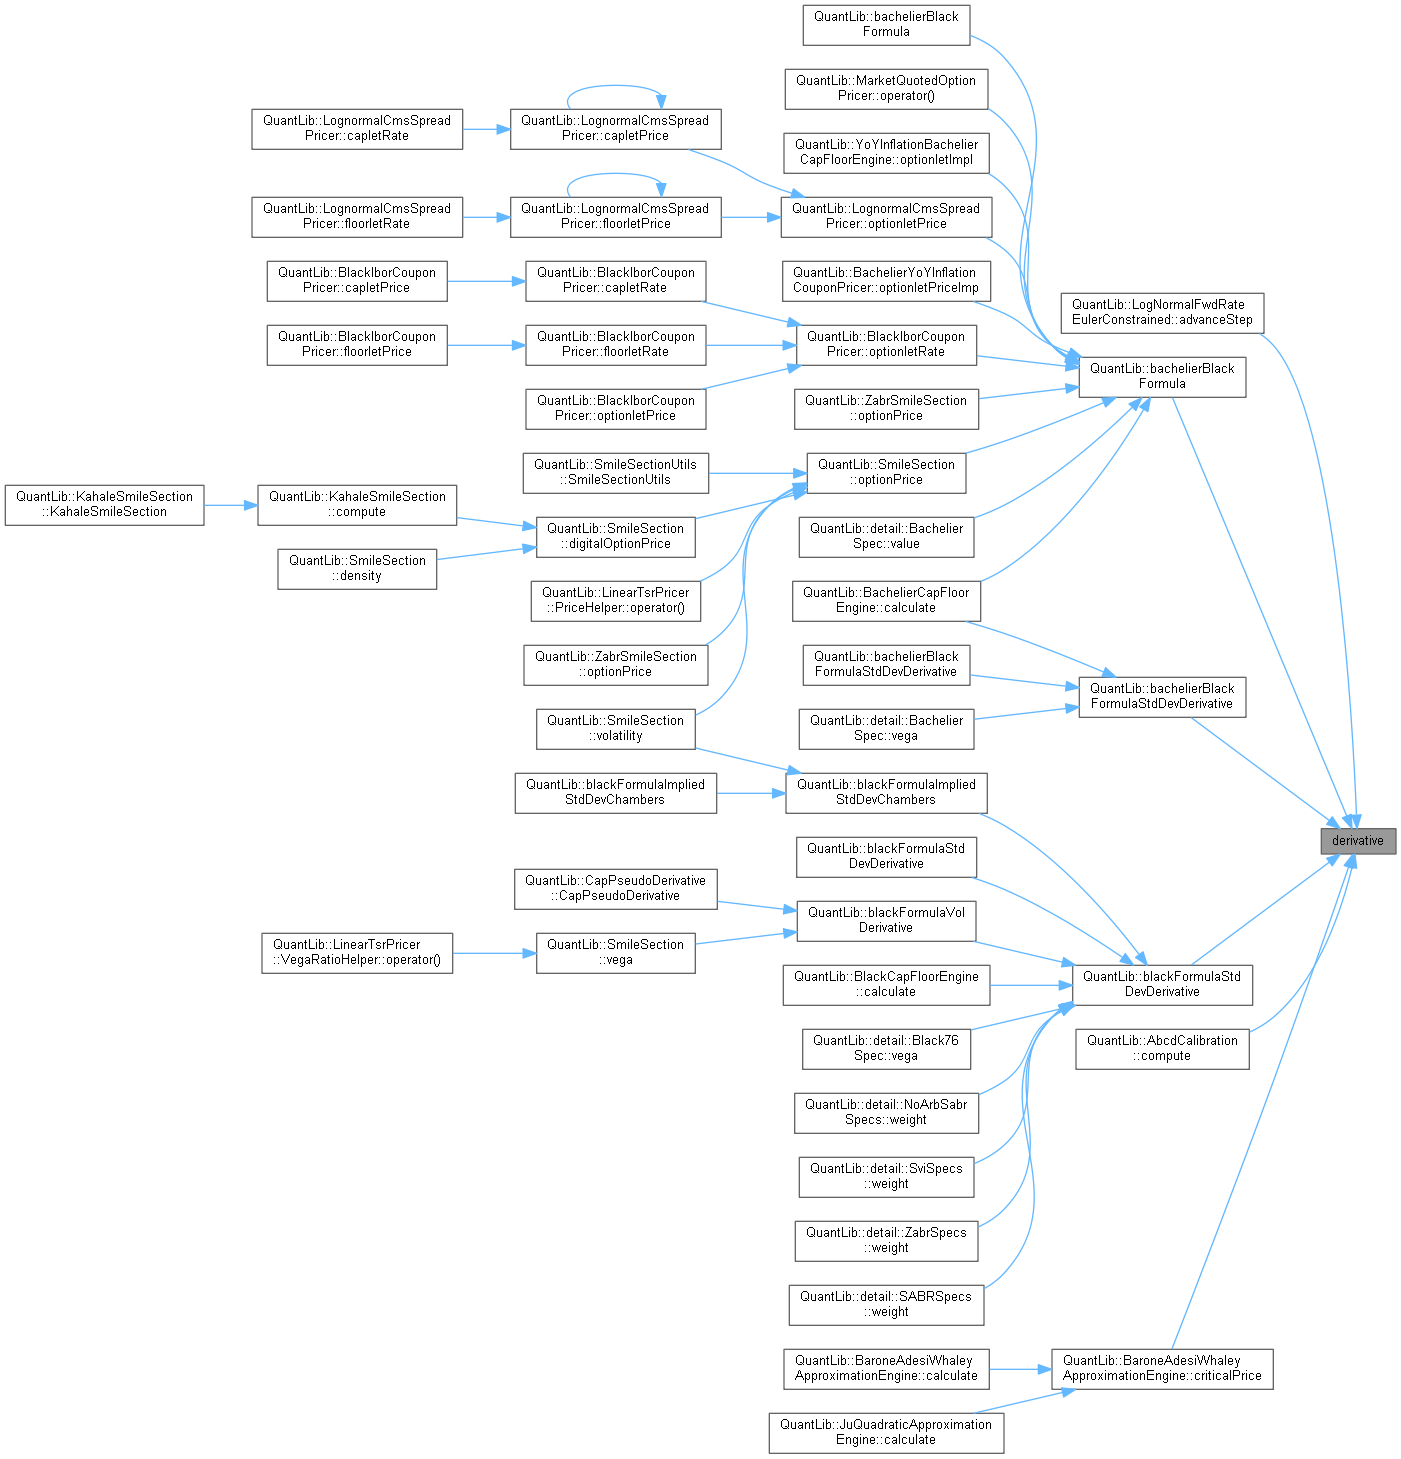 QuantLib::bachelierBlack
Formula
QuantLib::MarketQuotedOption
Pricer::operator()
QuantLib::LognormalCmsSpread
Pricer::capletRate
QuantLib::LognormalCmsSpread
Pricer::capletPrice
QuantLib::YoYInflationBachelier
CapFloorEngine::optionletImpl
QuantLib::LognormalCmsSpread
Pricer::floorletRate
QuantLib::LognormalCmsSpread
Pricer::floorletPrice
QuantLib::LognormalCmsSpread
Pricer::optionletPrice
QuantLib::BlackIborCoupon
Pricer::capletPrice
QuantLib::BlackIborCoupon
Pricer::capletRate
QuantLib::BachelierYoYInflation
CouponPricer::optionletPriceImp
QuantLib::LogNormalFwdRate
EulerConstrained::advanceStep
QuantLib::BlackIborCoupon
Pricer::floorletPrice
QuantLib::BlackIborCoupon
Pricer::floorletRate
QuantLib::BlackIborCoupon
Pricer::optionletRate
QuantLib::bachelierBlack
Formula
QuantLib::BlackIborCoupon
Pricer::optionletPrice
QuantLib::ZabrSmileSection
::optionPrice
QuantLib::SmileSectionUtils
::SmileSectionUtils
QuantLib::SmileSection
::optionPrice
QuantLib::KahaleSmileSection
::KahaleSmileSection
QuantLib::KahaleSmileSection
::compute
QuantLib::SmileSection
::digitalOptionPrice
QuantLib::detail::Bachelier
Spec::value
QuantLib::SmileSection
::density
QuantLib::LinearTsrPricer
::PriceHelper::operator()
QuantLib::BachelierCapFloor
Engine::calculate
QuantLib::ZabrSmileSection
::optionPrice
QuantLib::bachelierBlack
FormulaStdDevDerivative
QuantLib::bachelierBlack
FormulaStdDevDerivative
QuantLib::SmileSection
::volatility
QuantLib::detail::Bachelier
Spec::vega
QuantLib::blackFormulaImplied
StdDevChambers
QuantLib::blackFormulaImplied
StdDevChambers
derivative
QuantLib::blackFormulaStd
DevDerivative
QuantLib::CapPseudoDerivative
::CapPseudoDerivative
QuantLib::blackFormulaVol
Derivative
QuantLib::LinearTsrPricer
::VegaRatioHelper::operator()
QuantLib::SmileSection
::vega
QuantLib::BlackCapFloorEngine
::calculate
QuantLib::blackFormulaStd
DevDerivative
QuantLib::detail::Black76
Spec::vega
QuantLib::AbcdCalibration
::compute
QuantLib::detail::NoArbSabr
Specs::weight
QuantLib::detail::SviSpecs
::weight
QuantLib::detail::ZabrSpecs
::weight
QuantLib::detail::SABRSpecs
::weight
QuantLib::BaroneAdesiWhaley
ApproximationEngine::calculate
QuantLib::BaroneAdesiWhaley
ApproximationEngine::criticalPrice
QuantLib::JuQuadraticApproximation
Engine::calculate